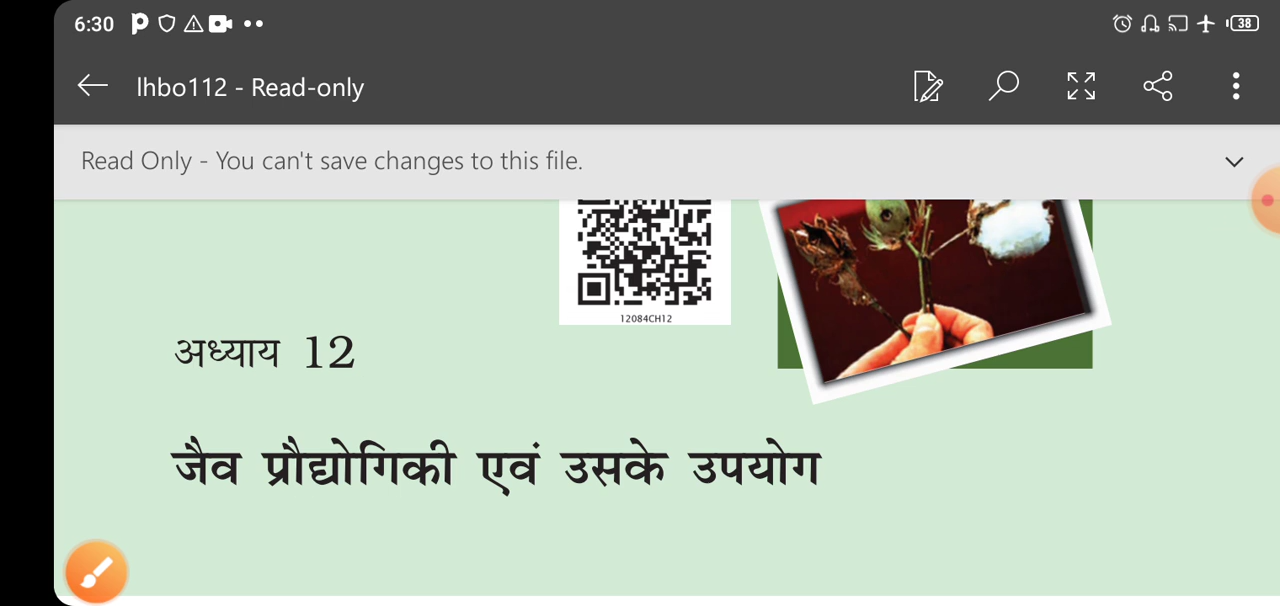 6:30
38
lhbo112 - Read-only
Read Only - You can't save changes to this file.
12084CH12
अध्याय 12
जैव प्रौद्योगिकी एवं उसके उपयोग